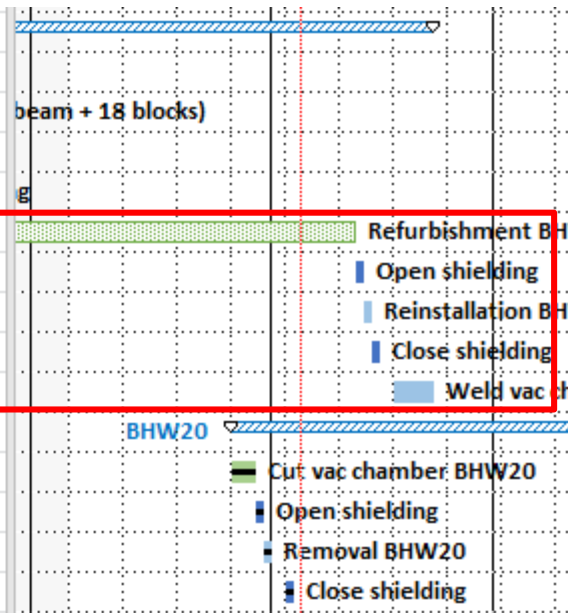 beam + 18 blocks)
g
Refurbishment BH
Open shielding
Reinstallation BH
Close shielding
Weld vac ch
BHW20
Cut vac chamber BHW20
Open shielding
Removal BHW20
Close shielding